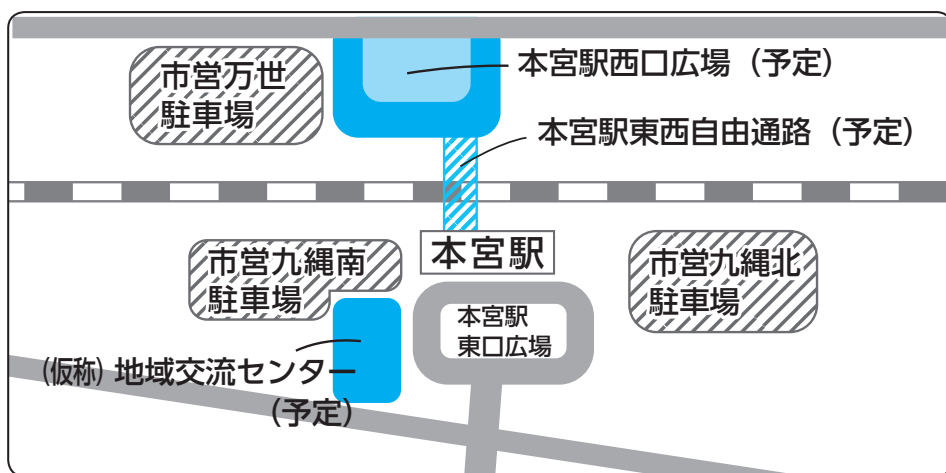 本宮駅西口広場（予定）
市営万世
駐車場
本宮駅東西自由通路（予定）
本宮駅
市営九縄南
駐車場
市営九縄北
駐車場
本宮駅
東口広場
(仮称) 地域交流センター
(予定)